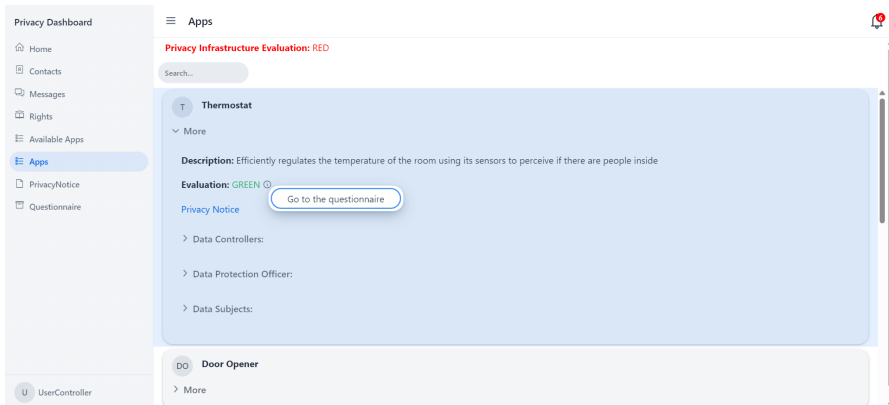 Privacy Dashboard
Home
Contacts
Messages
Rights
Available Apps
Apps
PrivacyNotice
Questionnaire
U UserController
Apps
6
Privacy Infrastructure Evaluation: RED
Search...
T Thermostat
More
Description: Efficiently regulates the temperature of the room using its sensors to perceive if there are people inside
Evaluation: GREEN
Go to the questionnaire
Privacy Notice
Data Controllers:
Data Protection Officer:
Data Subjects:
DO Door Opener
More